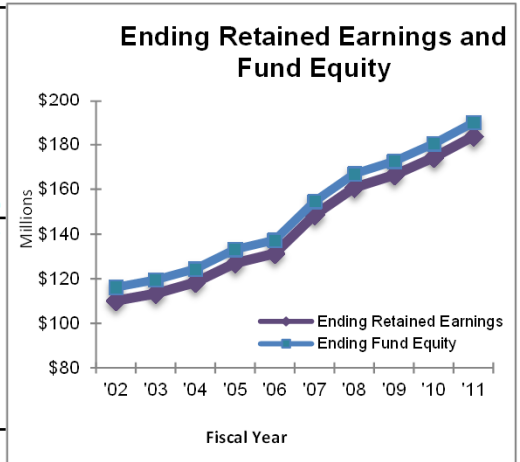 Ending Retained Earnings and
Fund Equity
$200
$180
$160
$140
$120
$100
$80
Millions
Ending Retained Earnings
Ending Fund Equity
'02 '03 '04 '05 '06 '07 '08 '09 '10 '11
Fiscal Year